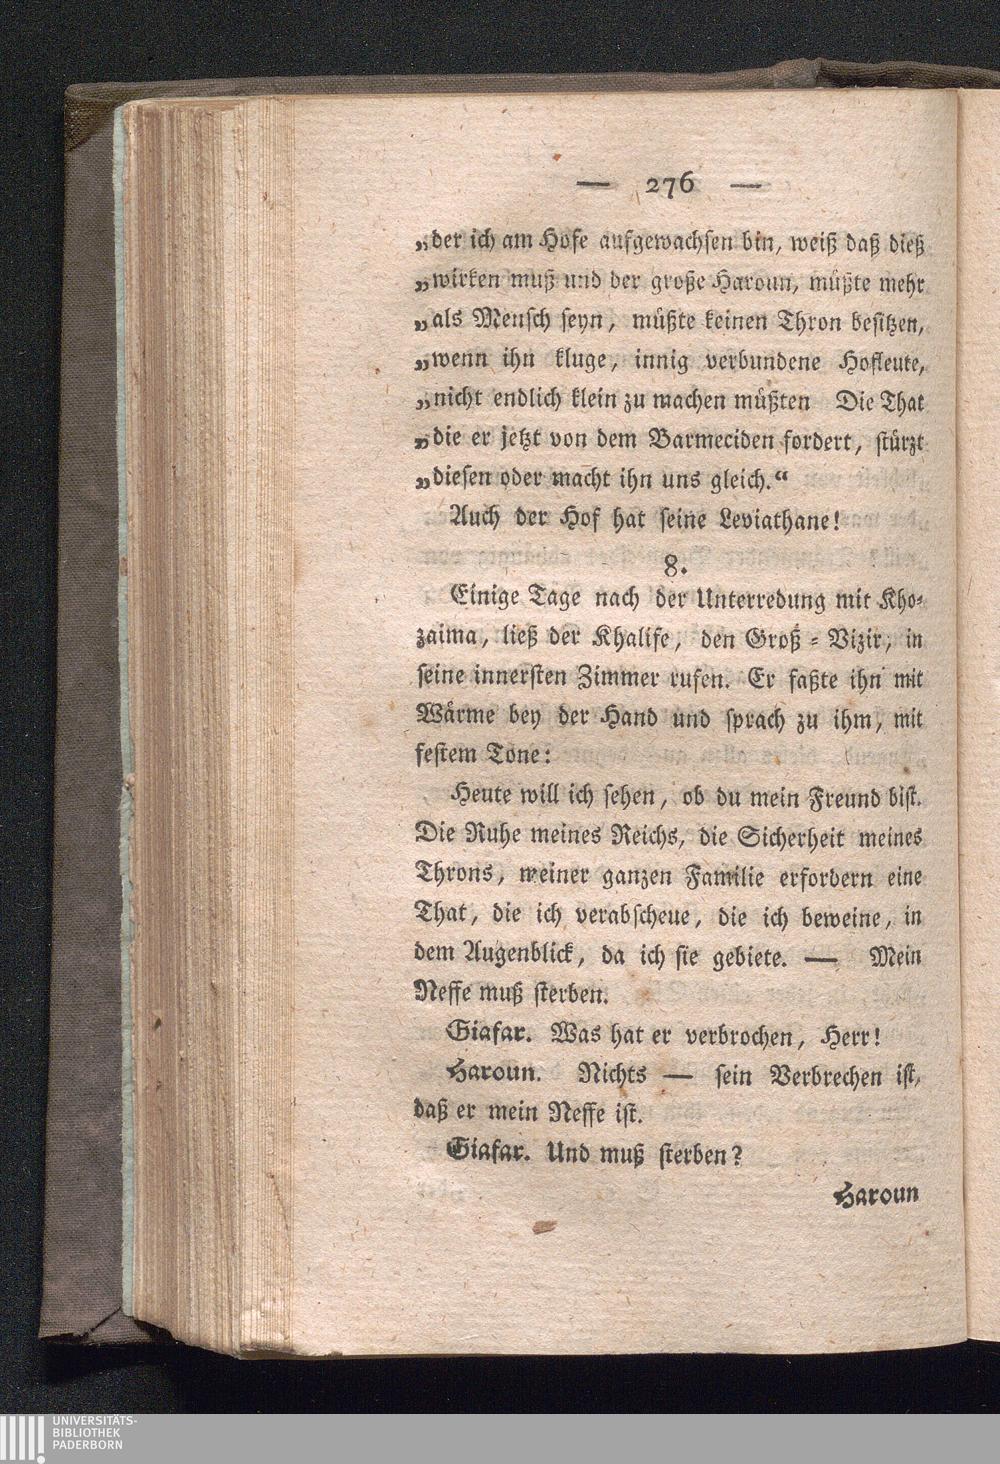 — 276 —
„der ich am Hofe aufgewachsen bin, weiß daß dieß
„wirken muß und der große Haroun, müßte mehr
„als Mensch seyn, müßte keinen Thron besitzen,
„wenn ihn kluge, innig verbundene Hofleute,
„nicht endlich klein zu machen müßten Die That
„die er jetzt von dem Barmeciden fordert, stürzt
„diesen oder macht ihn uns gleich.“
Auch der Hof hat seine Leviathane!
8.
Einige Tage nach der Unterredung mit Kho-
zaima, ließ der Khalife, den Groß-Vizir, in
seine innersten Zimmer rufen. Er faßte ihn mit
Wärme bey der Hand und sprach zu ihm, mit
festem Tone:
Heute will ich sehen, ob du mein Freund bist.
Die Ruhe meines Reichs, die Sicherheit meines
Throns, meiner ganzen Familie erfordern eine
That, die ich verabscheue, die ich beweine, in
dem Augenblick, da ich sie gebiete. — Mein
Neffe muß sterben.
Giafar. Was hat er verbrochen, Herr!
Haroun. Nichts — sein Verbrechen ist,
daß er mein Neffe ist.
Giafar. Und muß sterben?
Haroun
UNIVERSITÄTS-
BIBLIOTHEK
PADERBORN